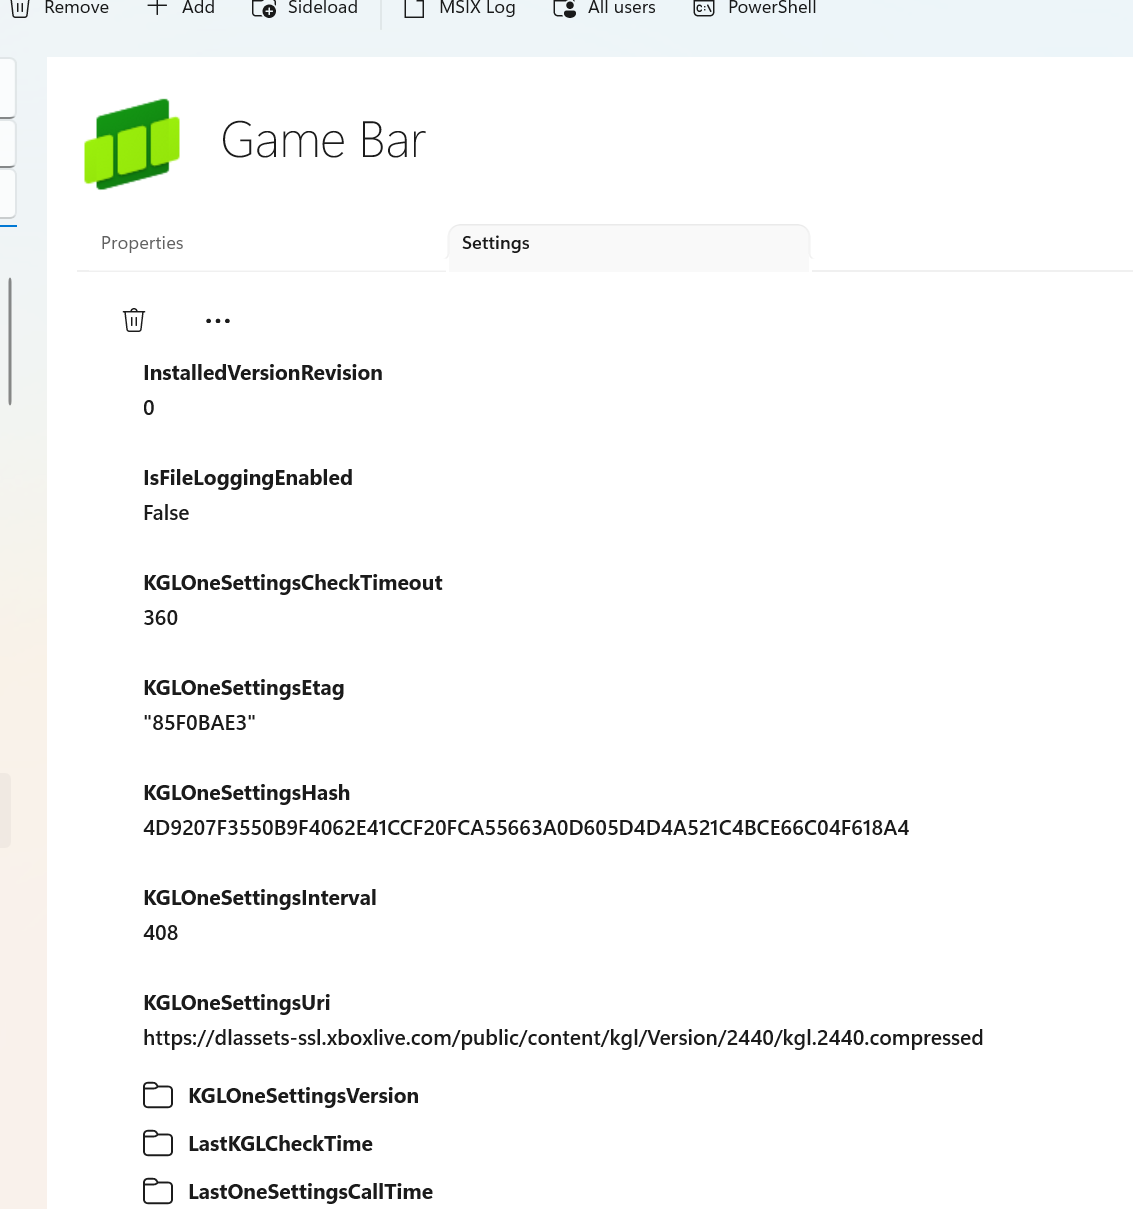 Remove Add Sideload MSIX Log All users PowerShell
Game Bar
Properties Settings
InstalledVersionRevision
0
IsFileLoggingEnabled
False
KGLOneSettingsCheckTimeout
360
KGLOneSettingsEtag
"85F0BAE3"
KGLOneSettingsHash
4D9207F3550B9F4062E41CCF20FCA55663A0D605D4D4A521C4BCE66C04F618A4
KGLOneSettingsInterval
408
KGLOneSettingsUri
https://dlassets-ssl.xboxlive.com/public/content/kgl/Version/2440/kgl.2440.compressed
KGLOneSettingsVersion
LastKGLCheckTime
LastOneSettingsCallTime